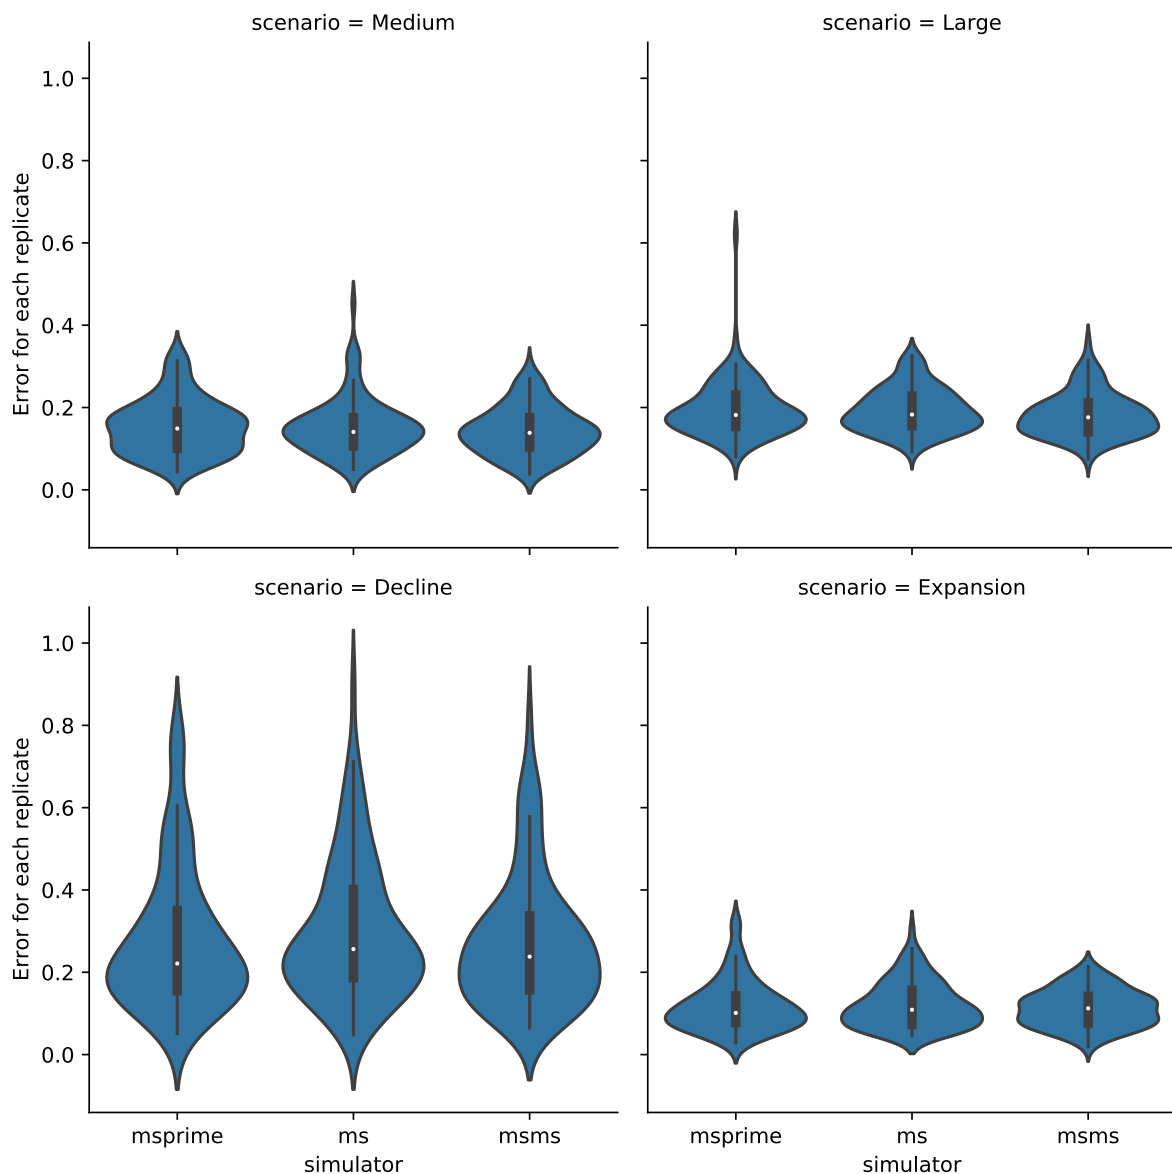 scenario = Medium
scenario = Large
Error for each replicate
1.0
0.8
0.6
0.4
0.2
0.0
scenario = Decline
scenario = Expansion
Error for each replicate
1.0
0.8
0.6
0.4
0.2
0.0
msprime ms msms
simulator
msprime ms msms
simulator